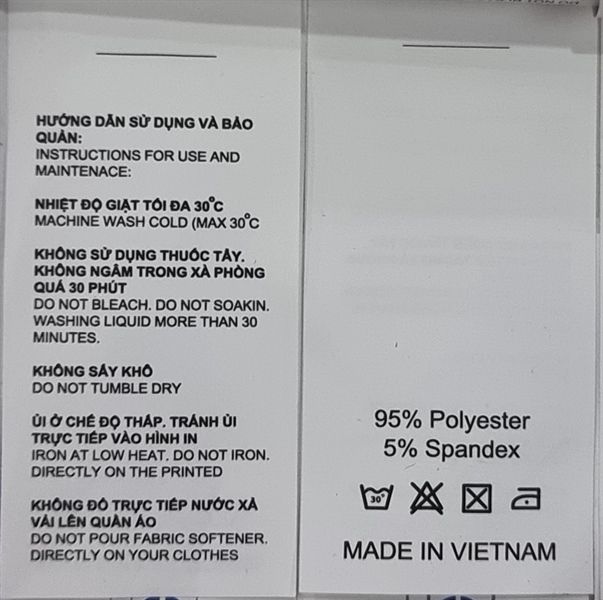 HƯỚNG DẪN SỬ DỤNG VÀ BẢO
QUẢN:
INSTRUCTIONS FOR USE AND
MAINTENACE:
NHIỆT ĐỘ GIẶT TỐI ĐA 30°C
MACHINE WASH COLD (MAX 30°C
KHÔNG SỬ DỤNG THUỐC TẨY.
KHÔNG NGÂM TRONG XÀ PHÒNG
QUÁ 30 PHÚT
DO NOT BLEACH. DO NOT SOAKIN.
WASHING LIQUID MORE THAN 30
MINUTES.
KHÔNG SẤY KHÔ
DO NOT TUMBLE DRY
ỦI Ở CHẾ ĐỘ THẤP. TRÁNH ỦI
TRỰC TIẾP VÀO HÌNH IN
IRON AT LOW HEAT. DO NOT IRON.
DIRECTLY ON THE PRINTED
KHÔNG ĐỔ TRỰC TIẾP NƯỚC XẢ
VẢI LÊN QUẦN ÁO
DO NOT POUR FABRIC SOFTENER.
DIRECTLY ON YOUR CLOTHES
95% Polyester
5% Spandex
30°
MADE IN VIETNAM